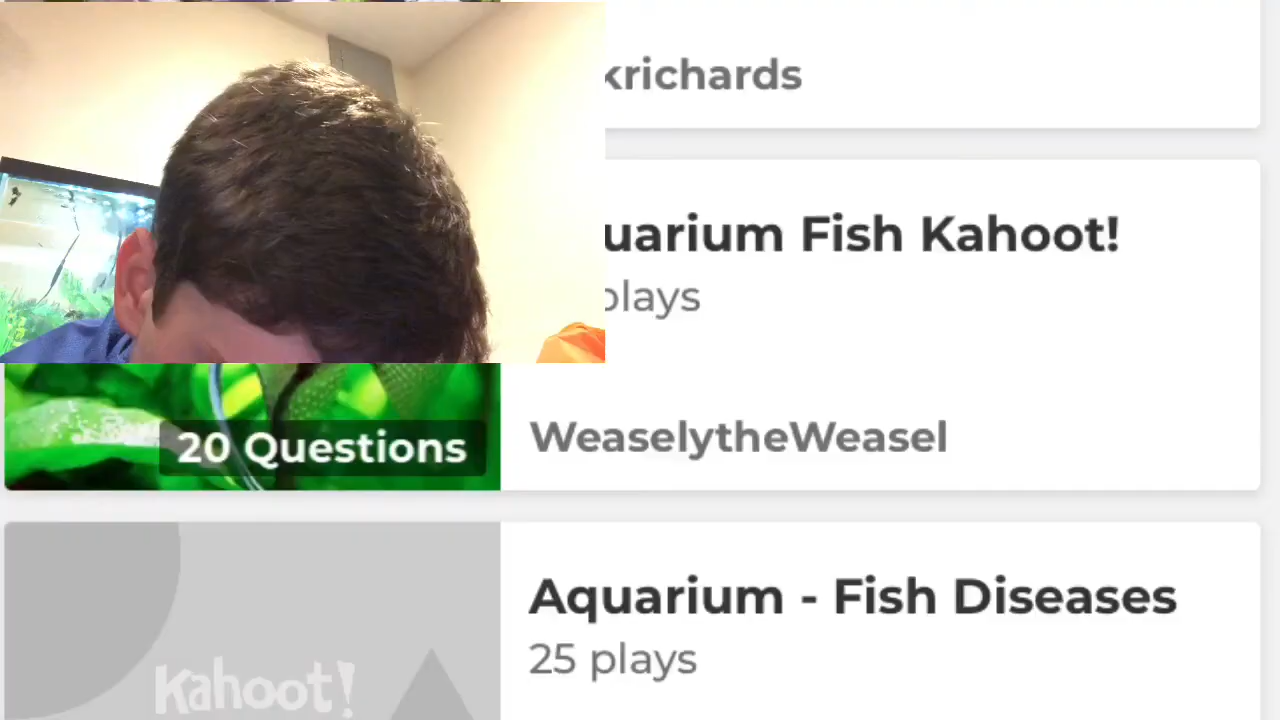 krichards
uarium Fish Kahoot!
plays
20 Questions
WeaselytheWeasel
Aquarium - Fish Diseases
25 plays
Kahoot!